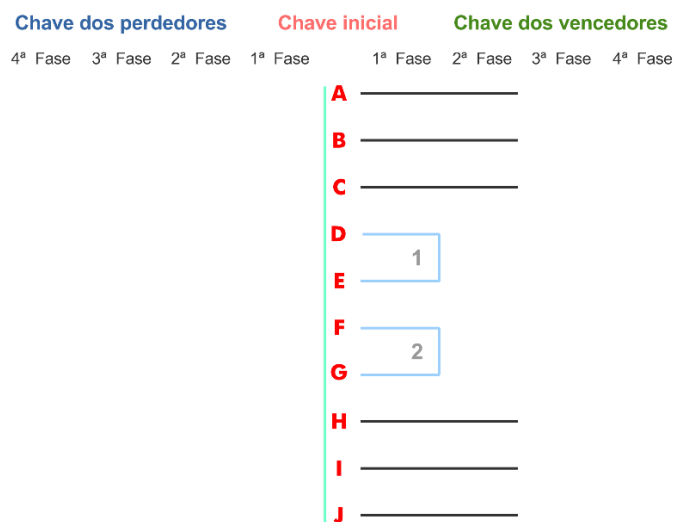 Chave dos perdedores Chave inicial Chave dos vencedores
4ª Fase 3ª Fase 2ª Fase 1ª Fase 1ª Fase 2ª Fase 3ª Fase 4ª Fase
A
B
C
D
1
E
F
2
G
H
I
J